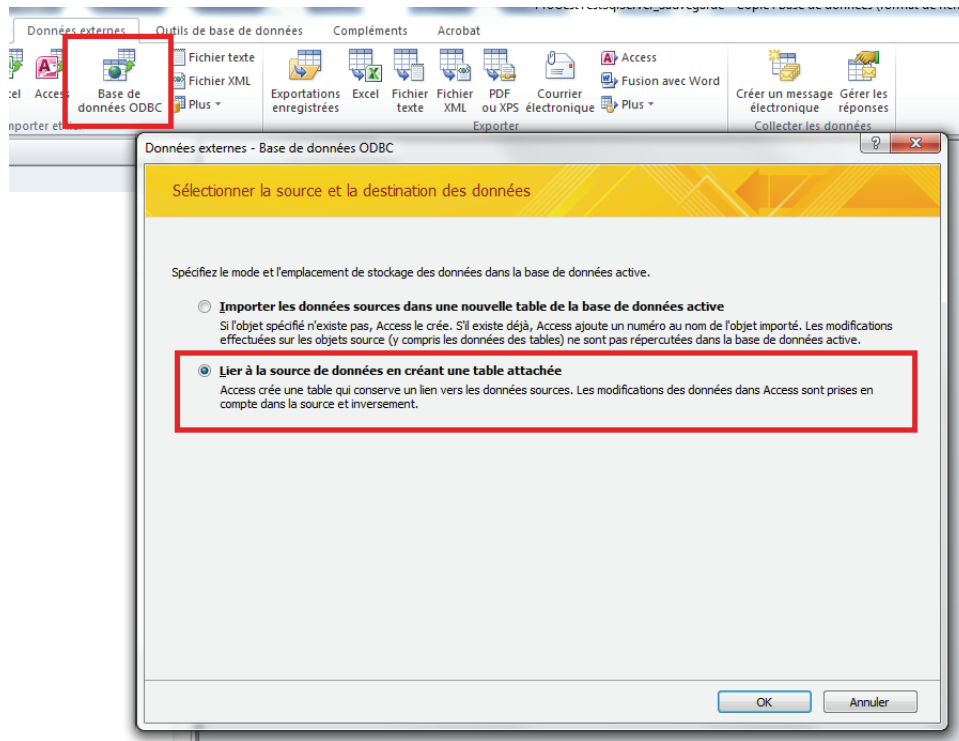 Données externes Outils de base de données Compléments Acrobat
Access
Base de
données ODBC
Fichier texte
Fichier XML
Plus
Exportations
enregistrées
Excel
Fichier
texte
Fichier
XML
PDF
ou XPS
Courrier
électronique
Access
Fusion avec Word
Plus
Créer un message
électronique
Gérer les
réponses
Exporter
Collecter les données
Données externes - Base de données ODBC
Sélectionner la source et la destination des données
Spécifiez le mode et l'emplacement de stockage des données dans la base de données active.
Importer les données sources dans une nouvelle table de la base de données active
Si l'objet spécifié n'existe pas, Access le crée. S'il existe déjà, Access ajoute un numéro au nom de l'objet importé. Les modifications
effectuées sur les objets source (y compris les données des tables) ne sont pas répercutées dans la base de données active.
Lier à la source de données en créant une table attachée
Access crée une table qui conserve un lien vers les données sources. Les modifications des données dans Access sont prises en
compte dans la source et inversement.
OK Annuler